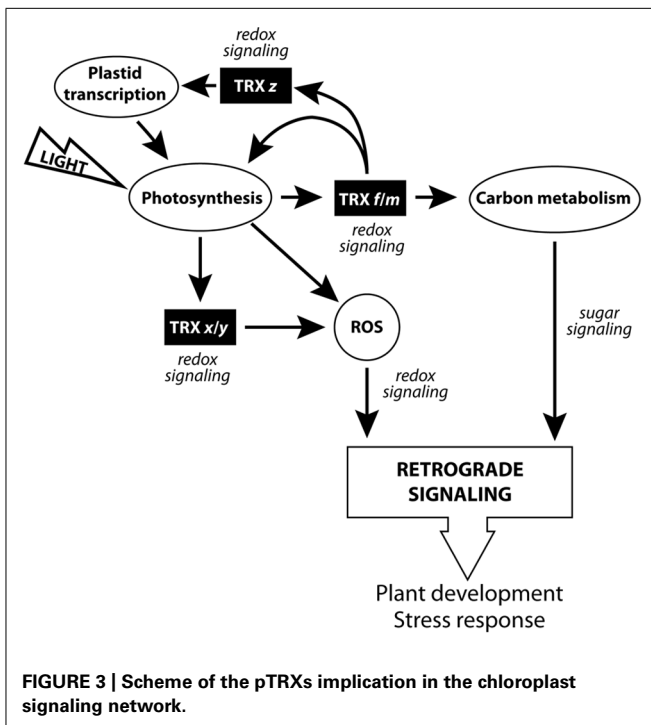 redox
signaling
Plastid
transcription
TRX z
LIGHT
Photosynthesis
TRX f/m
Carbon metabolism
redox
signaling
TRX x/y
ROS
sugar
signaling
redox
signaling
redox
signaling
RETROGRADE
SIGNALING
Plant development
Stress response
FIGURE 3 | Scheme of the pTRXs implication in the chloroplast
signaling network.